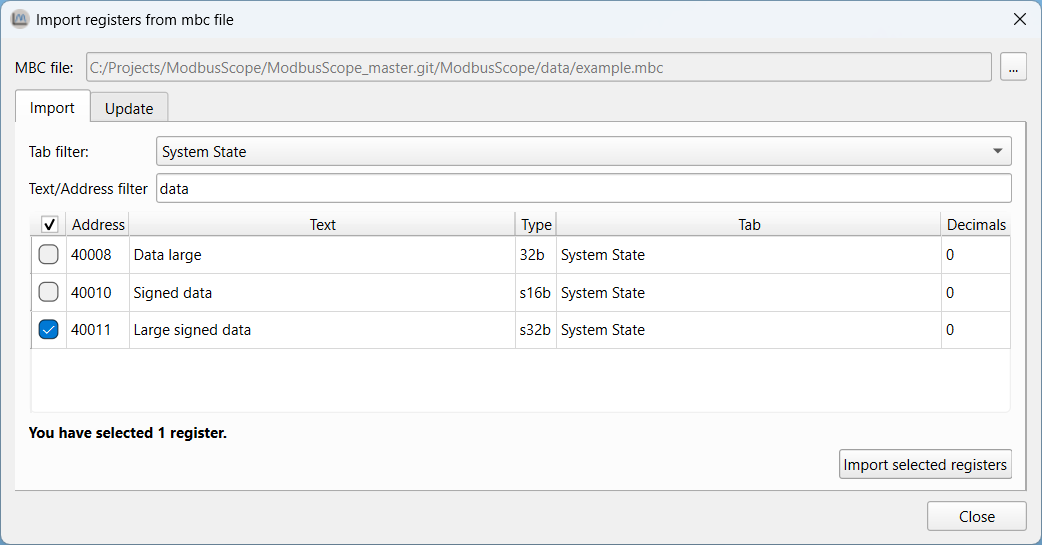 Import registers from mbc file
MBC file: C:/Projects/ModbusScope/ModbusScope_master.git/ModbusScope/data/example.mbc ...
Import Update
Tab filter: System State
Text/Address filter data
Address Text Type Tab Decimals
40008 Data large 32b System State 0
40010 Signed data s16b System State 0
40011 Large signed data s32b System State 0
You have selected 1 register.
Import selected registers
Close